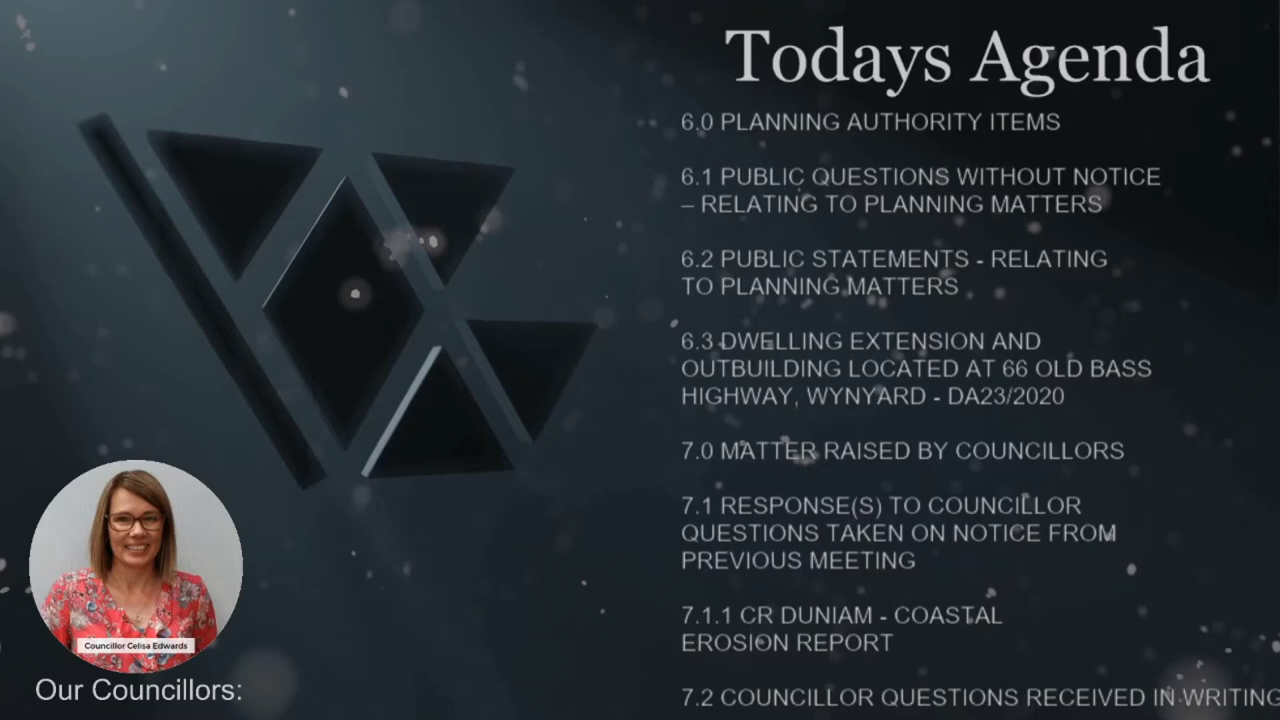 Todays Agenda
6.0 PLANNING AUTHORITY ITEMS
6.1 PUBLIC QUESTIONS WITHOUT NOTICE
– RELATING TO PLANNING MATTERS
6.2 PUBLIC STATEMENTS - RELATING
TO PLANNING MATTERS
6.3 DWELLING EXTENSION AND
OUTBUILDING LOCATED AT 66 OLD BASS
HIGHWAY, WYNYARD - DA23/2020
7.0 MATTER RAISED BY COUNCILLORS
7.1 RESPONSE(S) TO COUNCILLOR
QUESTIONS TAKEN ON NOTICE FROM
PREVIOUS MEETING
7.1.1 CR DUNIAM - COASTAL
EROSION REPORT
7.2 COUNCILLOR QUESTIONS RECEIVED IN WRITING
Councillor Celisa Edwards
Our Councillors: